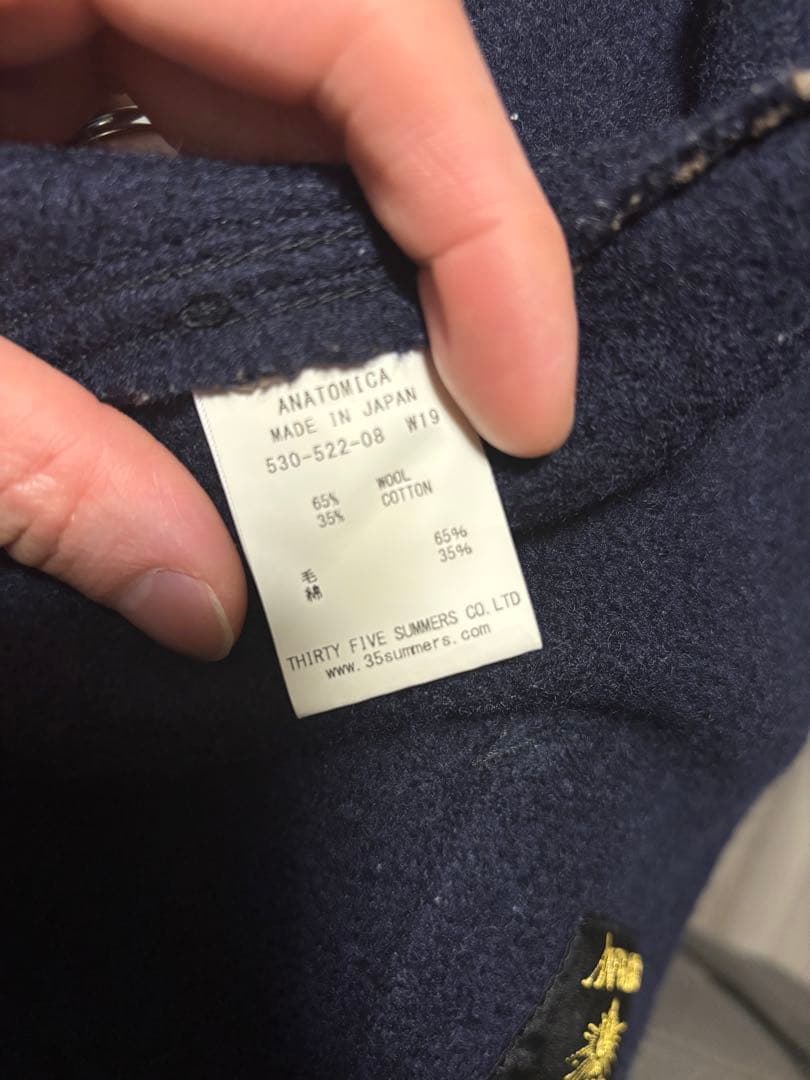 ANATOMICA
MADE IN JAPAN
530-522-08 W19
65% WOOL
35% COTTON
毛 65%
綿 35%
THIRTY FIVE SUMMERS CO.LTD
www.35summers.com